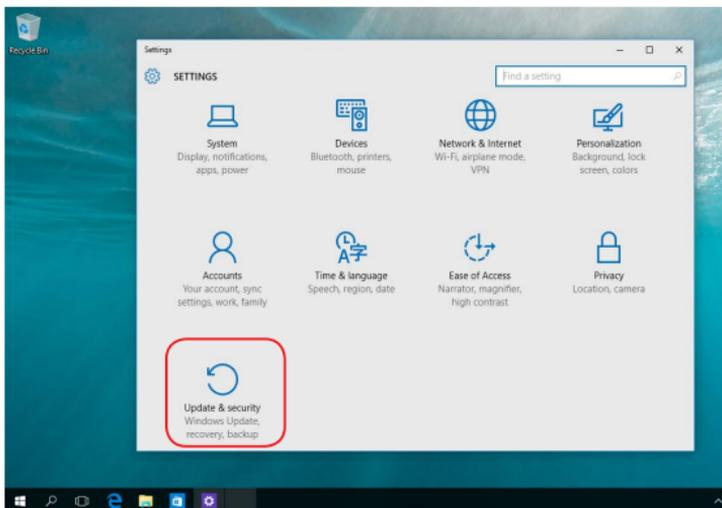 Recycle Bin
Settings
SETTINGS
Find a setting
System
Display, notifications,
apps, power
Devices
Bluetooth, printers,
mouse
Network & Internet
Wi-Fi, airplane mode,
VPN
Personalization
Background, lock
screen, colors
Accounts
Your account, sync
settings, work, family
A字
Time & language
Speech, region, date
Ease of Access
Narrator, magnifier,
high contrast
Privacy
Location, camera
Update & security
Windows Update,
recovery, backup